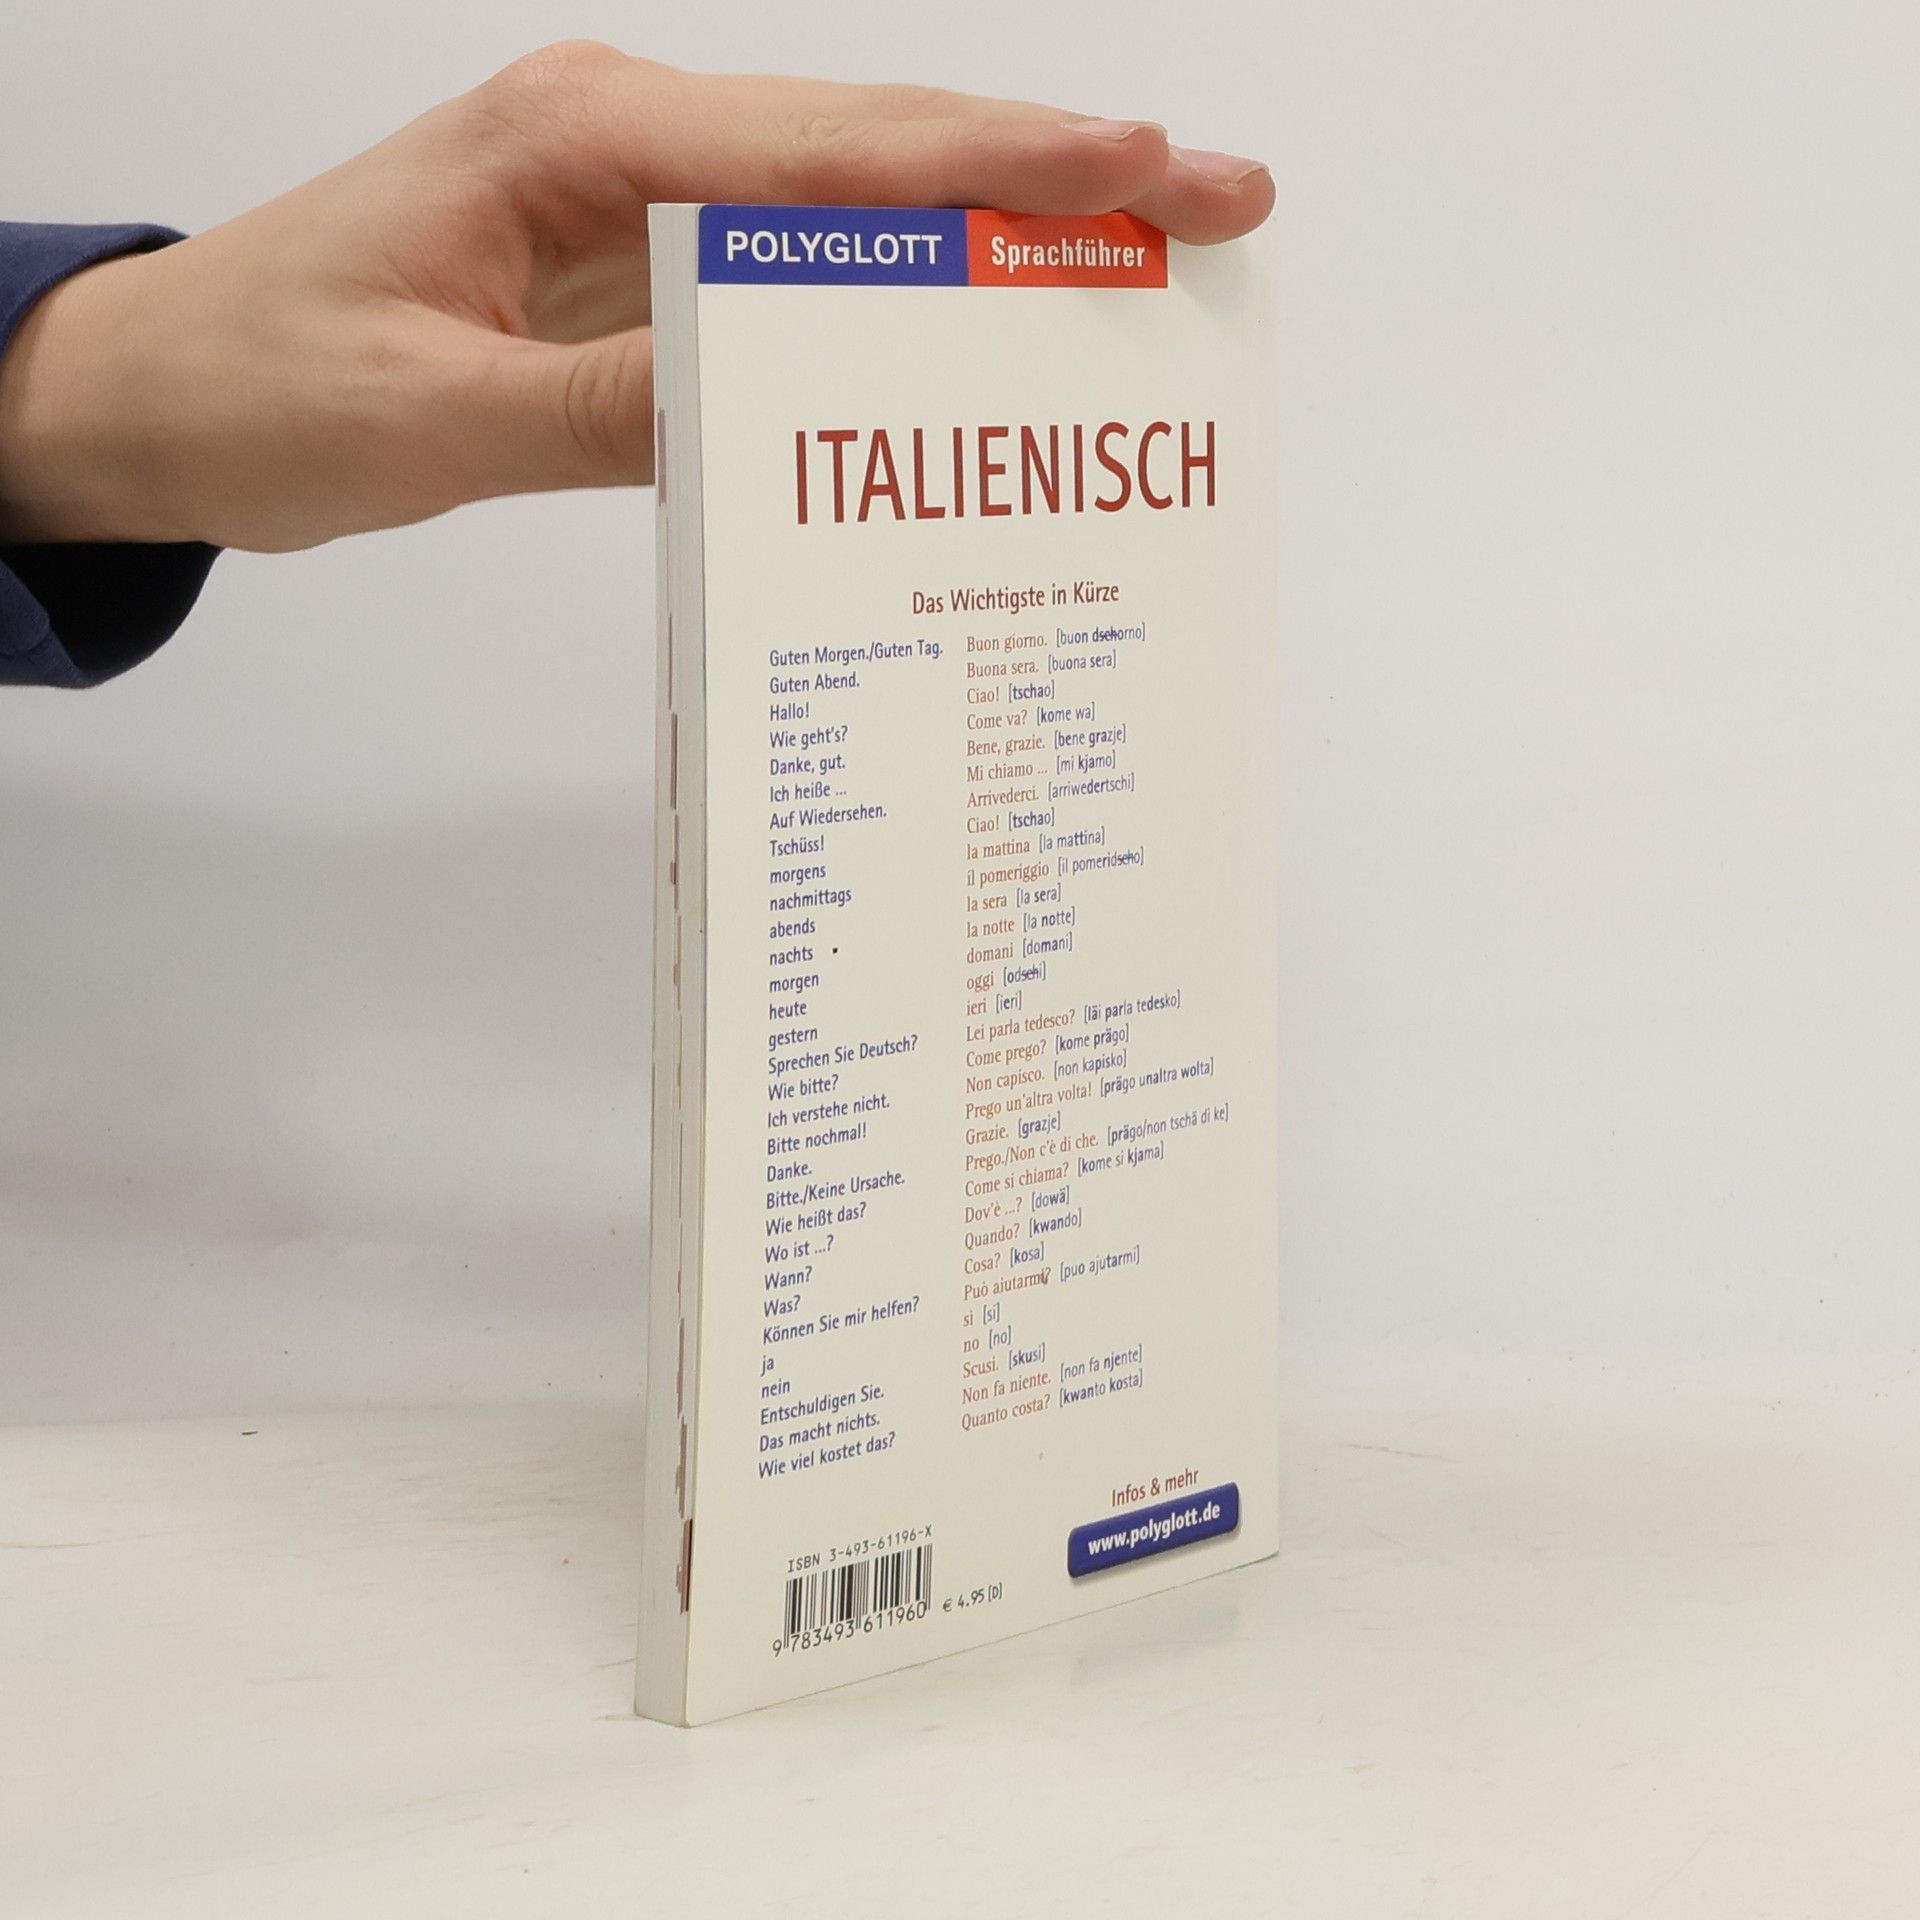 POLYGLOTT Sprachführer
ITALIENISCH
Das Wichtigste in Kürze
Guten Morgen./Guten Tag. Buon giorno. [buon dschorno]
Guten Abend. Buona sera. [buona sera]
Hallo! Ciao! [tschao]
Wie geht's? Come va? [kome wa]
Danke, gut. Bene, grazie. [bene grazje]
Ich heiße ... Mi chiamo ... [mi kjamo]
Auf Wiedersehen. Arrivederci. [arriwedertschi]
Tschüss! Ciao! [tschao]
morgens la mattina [la mattina]
nachmittags il pomeriggio [il pomeridscho]
abends la sera [la sera]
nachts la notte [la notte]
morgen domani [domani]
heute oggi [odschi]
gestern ieri [ieri]
Sprechen Sie Deutsch? Lei parla tedesco? [läi parla tedesko]
Wie bitte? Come prego? [kome prägo]
Ich verstehe nicht. Non capisco. [non kapisko]
Bitte nochmal! Prego un'altra volta! [prägo unaltra wolta]
Danke. Grazie. [grazje]
Bitte./Keine Ursache. Prego./Non c'è di che. [prägo/non tschä di ke]
Wie heißt das? Come si chiama? [kome si kjama]
Wo ist ...? Dov'è ...? [dowä]
Wann? Quando? [kwando]
Was? Cosa? [kosa]
Können Sie mir helfen? Può aiutarmi? [puo ajutarmi]
ja sì [si]
nein no [no]
Entschuldigen Sie. Scusi. [skusi]
Das macht nichts. Non fa niente. [non fa njente]
Wie viel kostet das? Quanto costa? [kwanto kosta]
Infos & mehr
www.polyglott.de
ISBN 3-493-61196-X
9 783493 611960 € 4.95 [D]